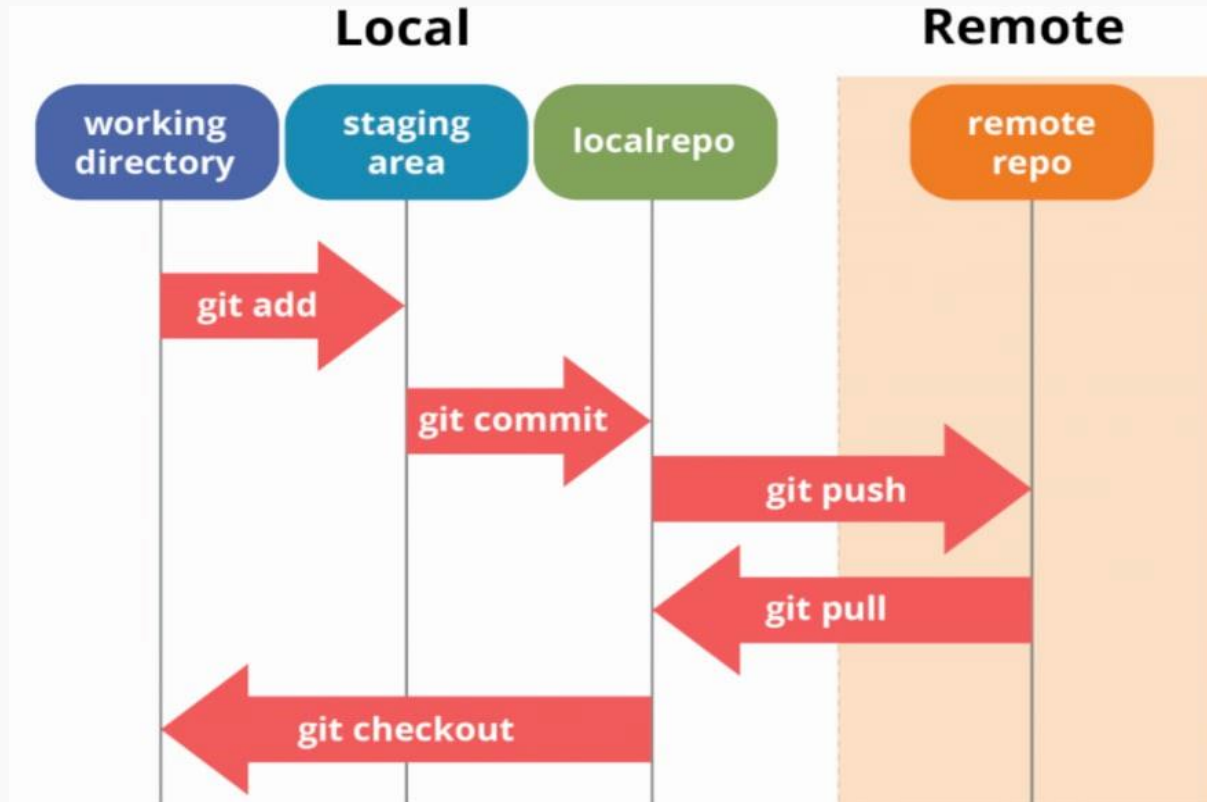 Local
Remote
working
directory
staging
area
localrepo
remote
repo
git add
git commit
git push
git pull
git checkout